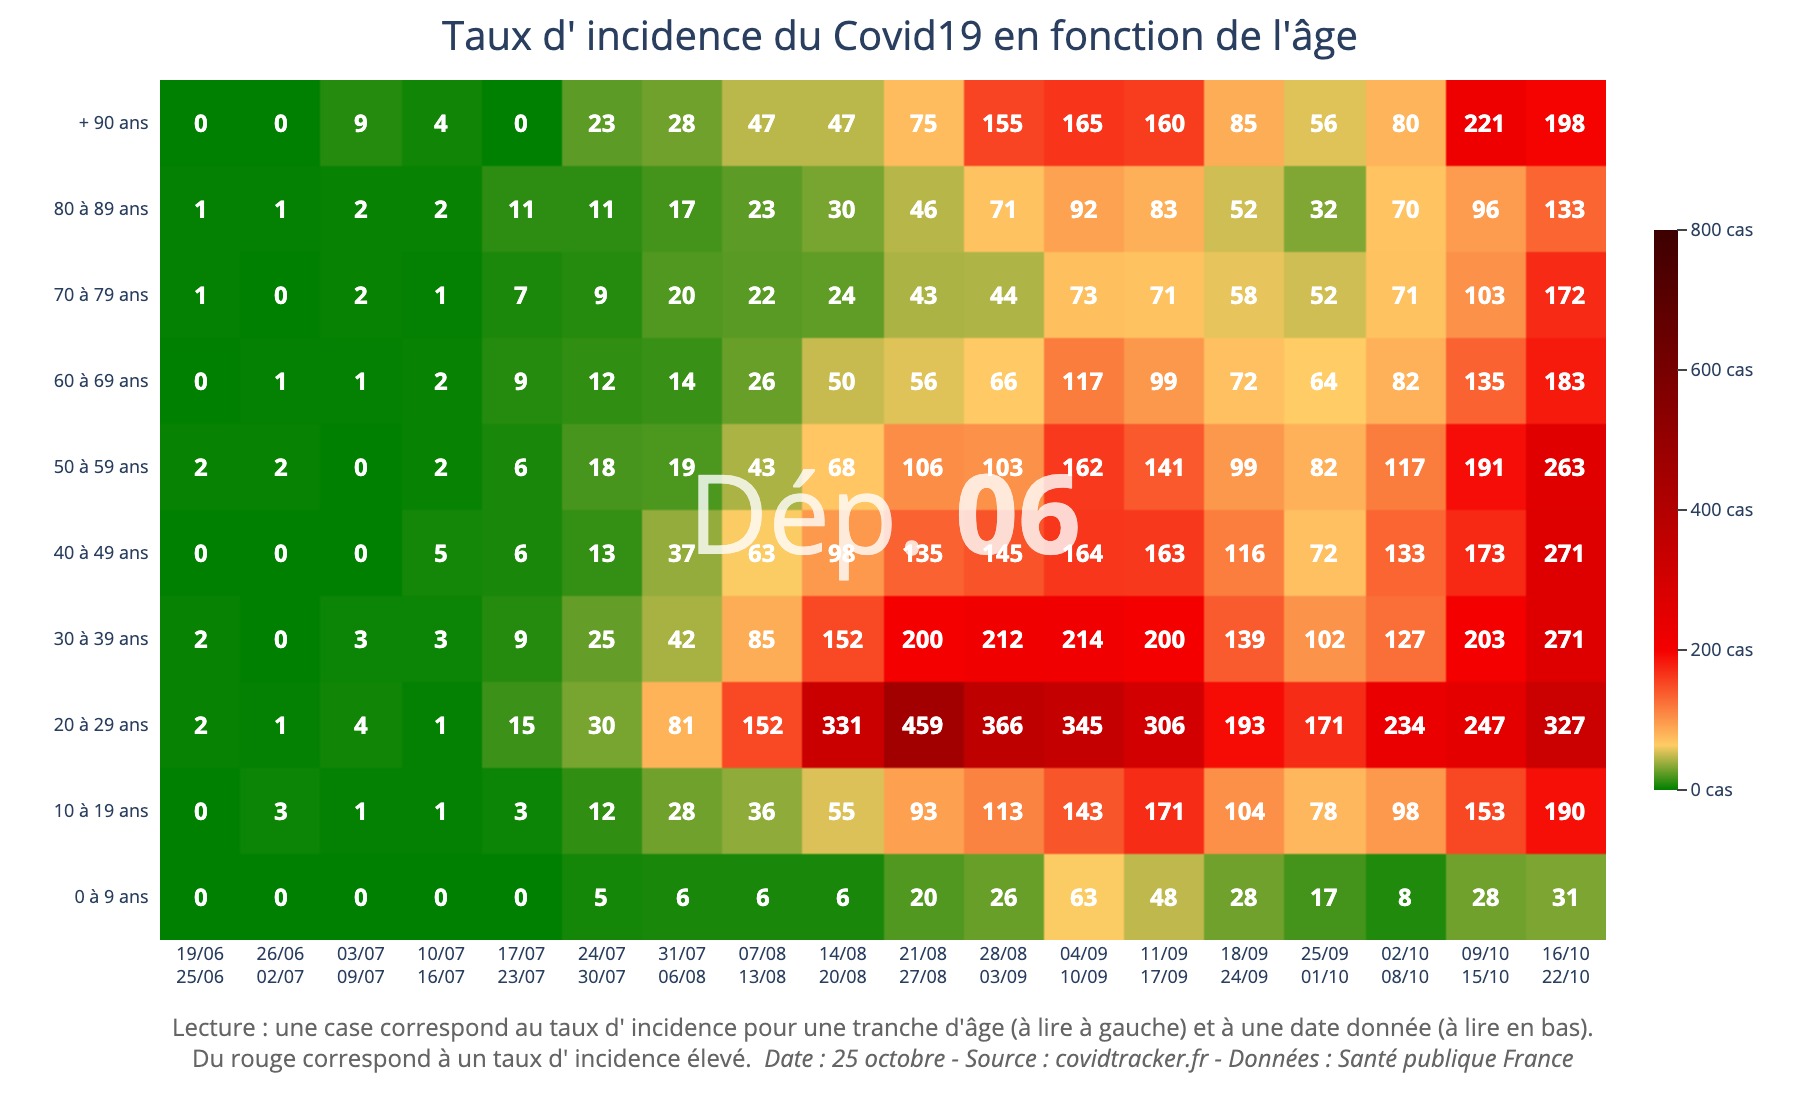 Taux d' incidence du Covid19 en fonction de l'âge
+ 90 ans 0 0 9 4 0 23 28 47 47 75 155 165 160 85 56 80 221 198
80 à 89 ans 1 1 2 2 11 11 17 23 30 46 71 92 83 52 32 70 96 133
70 à 79 ans 1 0 2 1 7 9 20 22 24 43 44 73 71 58 52 71 103 172
60 à 69 ans 0 1 1 2 9 12 14 26 50 56 66 117 99 72 64 82 135 183
50 à 59 ans 2 2 0 2 6 18 19 43 68 106 103 162 141 99 82 117 191 263
Dép. 06
40 à 49 ans 0 0 0 5 6 13 37 63 98 135 145 164 163 116 72 133 173 271
30 à 39 ans 2 0 3 3 9 25 42 85 152 200 212 214 200 139 102 127 203 271
20 à 29 ans 2 1 4 1 15 30 81 152 331 459 366 345 306 193 171 234 247 327
10 à 19 ans 0 3 1 1 3 12 28 36 55 93 113 143 171 104 78 98 153 190
0 à 9 ans 0 0 0 0 0 5 6 6 6 20 26 63 48 28 17 8 28 31
19/06 26/06 03/07 10/07 17/07 24/07 31/07 07/08 14/08 21/08 28/08 04/09 11/09 18/09 25/09 02/10 09/10 16/10
25/06 02/07 09/07 16/07 23/07 30/07 06/08 13/08 20/08 27/08 03/09 10/09 17/09 24/09 01/10 08/10 15/10 22/10
800 cas
600 cas
400 cas
200 cas
0 cas
Lecture : une case correspond au taux d' incidence pour une tranche d'âge (à lire à gauche) et à une date donnée (à lire en bas).
Du rouge correspond à un taux d' incidence élevé. Date : 25 octobre - Source : covidtracker.fr - Données : Santé publique France